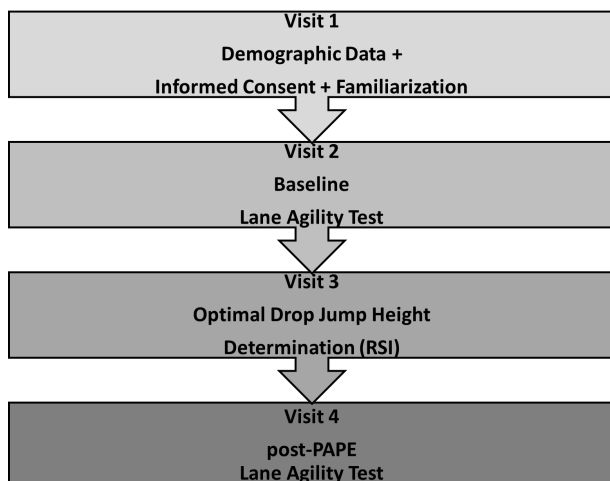 Visit 1
Demographic Data +
Informed Consent + Familiarization
Visit 2
Baseline
Lane Agility Test
Visit 3
Optimal Drop Jump Height
Determination (RSI)
Visit 4
post-PAPE
Lane Agility Test